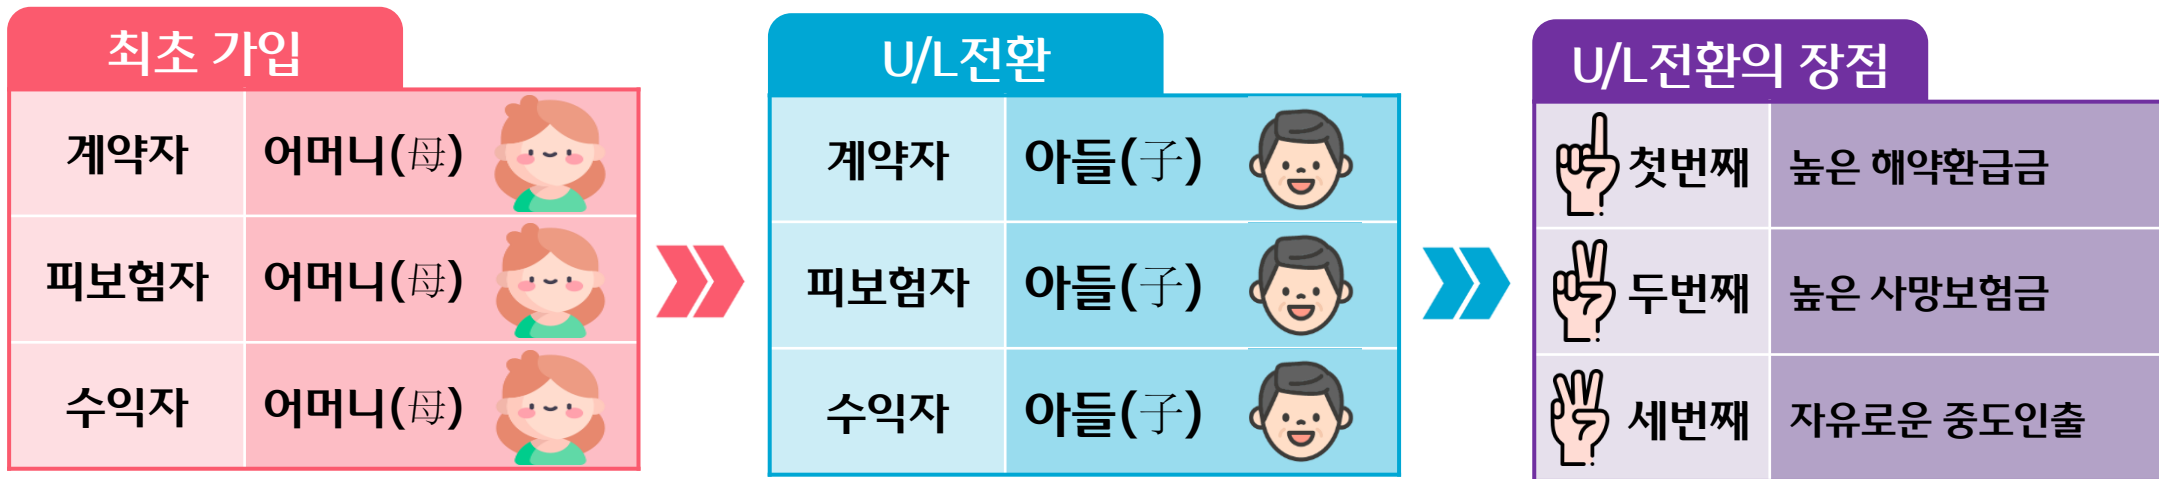 최초 가입
계약자 어머니(母)
피보험자 어머니(母)
수익자 어머니(母)
U/L전환
계약자 아들(子)
피보험자 아들(子)
수익자 아들(子)
U/L전환의 장점
첫번째 높은 해약환급금
두번째 높은 사망보험금
세번째 자유로운 중도인출